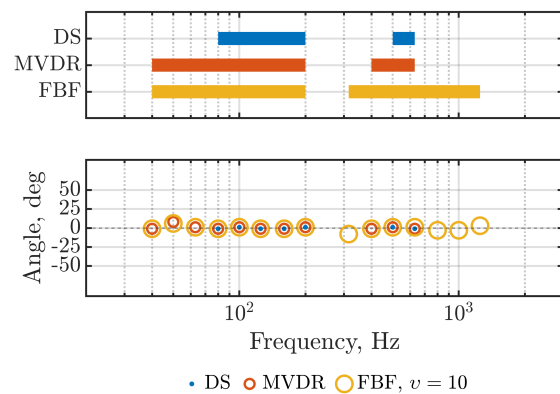 DS
MVDR
FBF
50
25
0
-25
-50
Angle, deg
10^2 10^3
Frequency, Hz
DS MVDR FBF, υ = 10